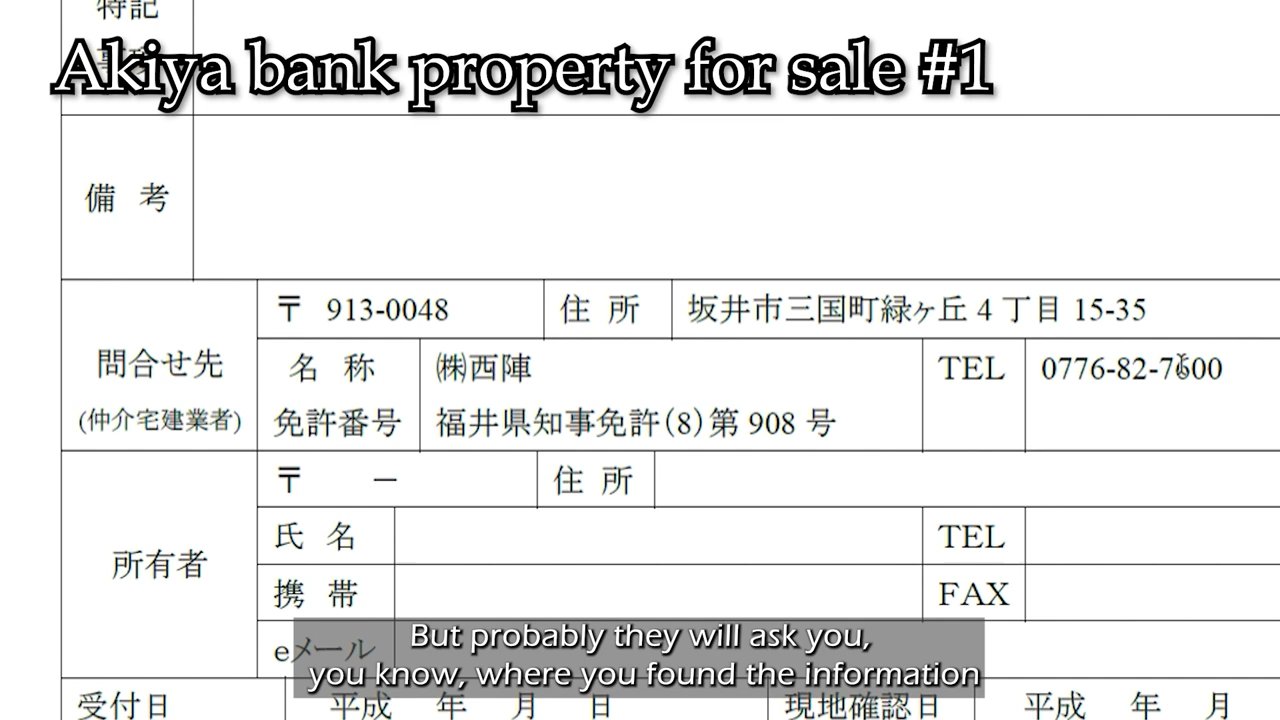 特記
Akiya bank property for sale #1
備 考
問合せ先
(仲介宅建業者)
〒 913-0048
住 所
坂井市三国町緑ヶ丘 4 丁目 15-35
名 称
㈱西陣
TEL
0776-82-7600
免許番号
福井県知事免許(8)第 908 号
所有者
〒 －
住 所
氏 名
TEL
携 帯
FAX
eメール
But probably they will ask you,
you know, where you found the information
受付日
平成 年 月 日
現地確認日
平成 年 月